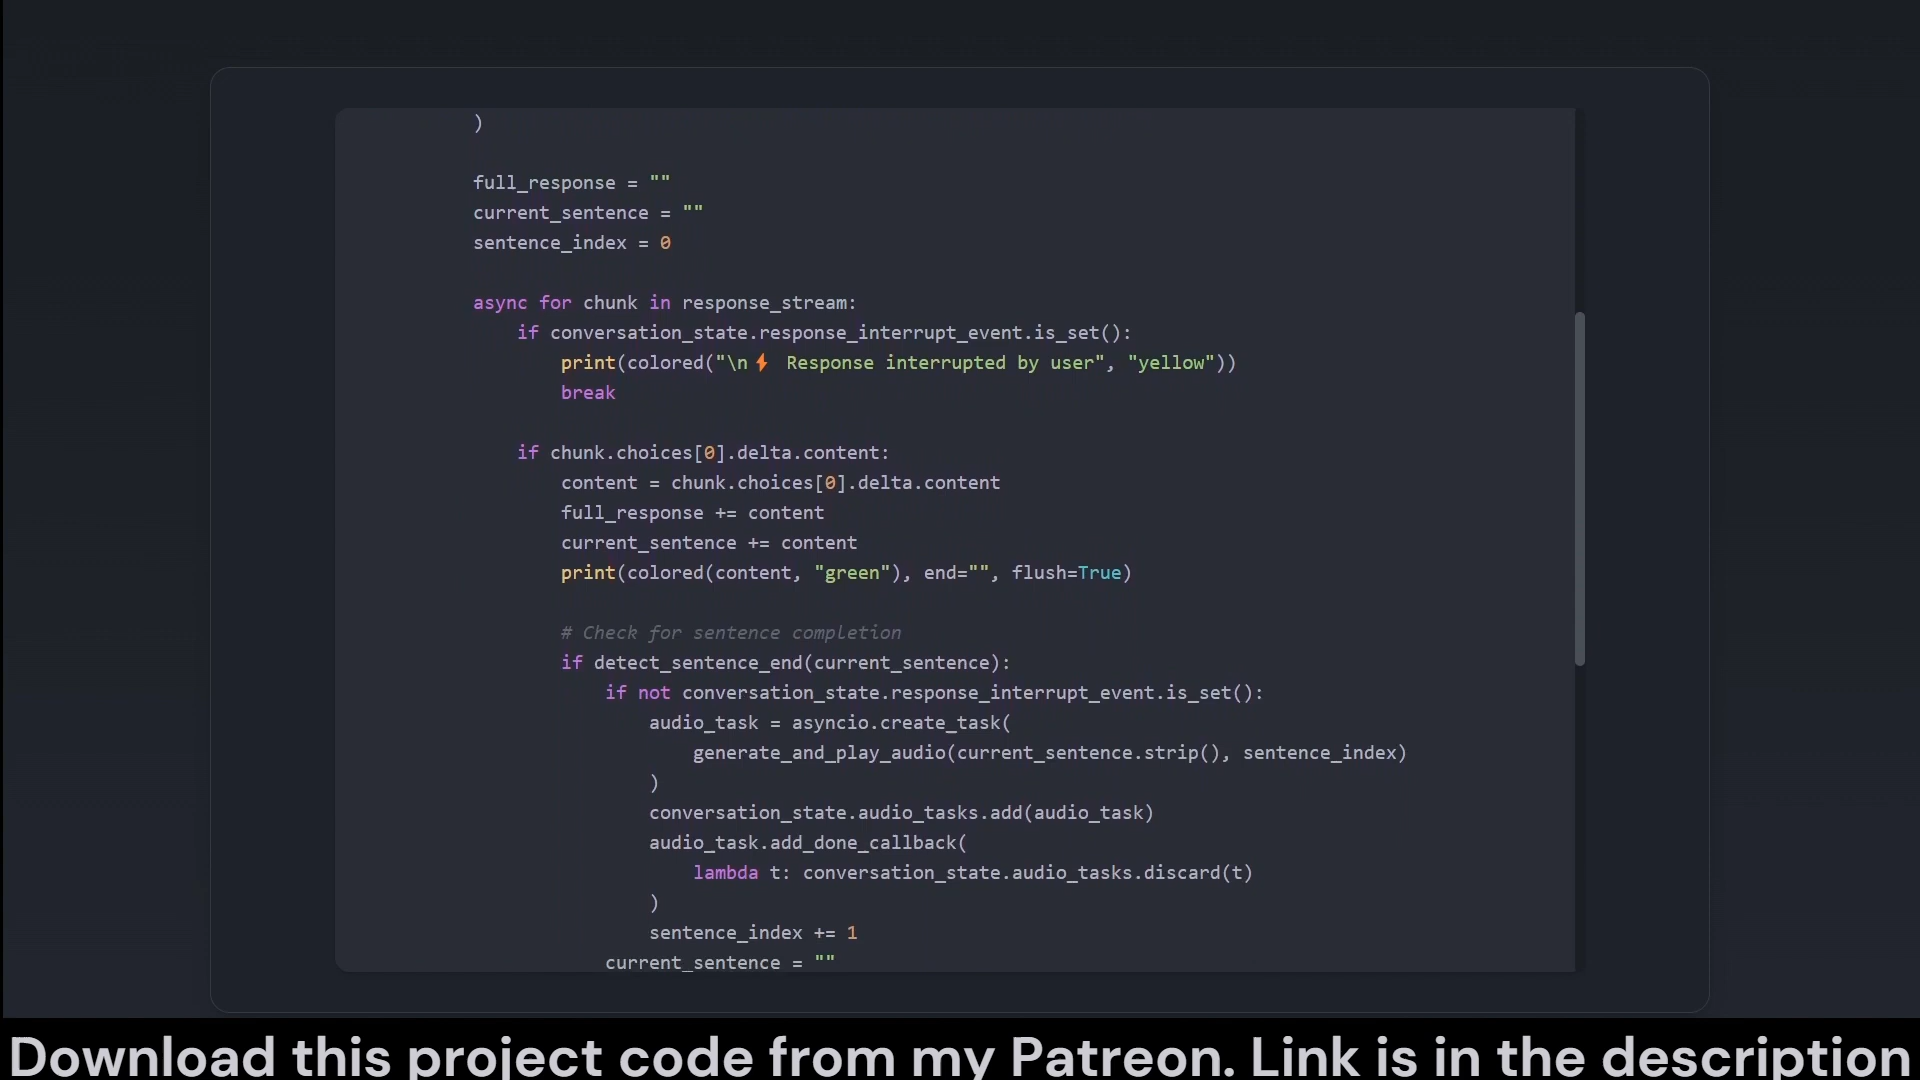 )
full_response = ""
current_sentence = ""
sentence_index = 0
async for chunk in response_stream:
if conversation_state.response_interrupt_event.is_set():
print(colored("\n⚡ Response interrupted by user", "yellow"))
break
if chunk.choices[0].delta.content:
content = chunk.choices[0].delta.content
full_response += content
current_sentence += content
print(colored(content, "green"), end="", flush=True)
# Check for sentence completion
if detect_sentence_end(current_sentence):
if not conversation_state.response_interrupt_event.is_set():
audio_task = asyncio.create_task(
generate_and_play_audio(current_sentence.strip(), sentence_index)
)
conversation_state.audio_tasks.add(audio_task)
audio_task.add_done_callback(
lambda t: conversation_state.audio_tasks.discard(t)
)
sentence_index += 1
current_sentence = ""
Download this project code from my Patreon. Link is in the description